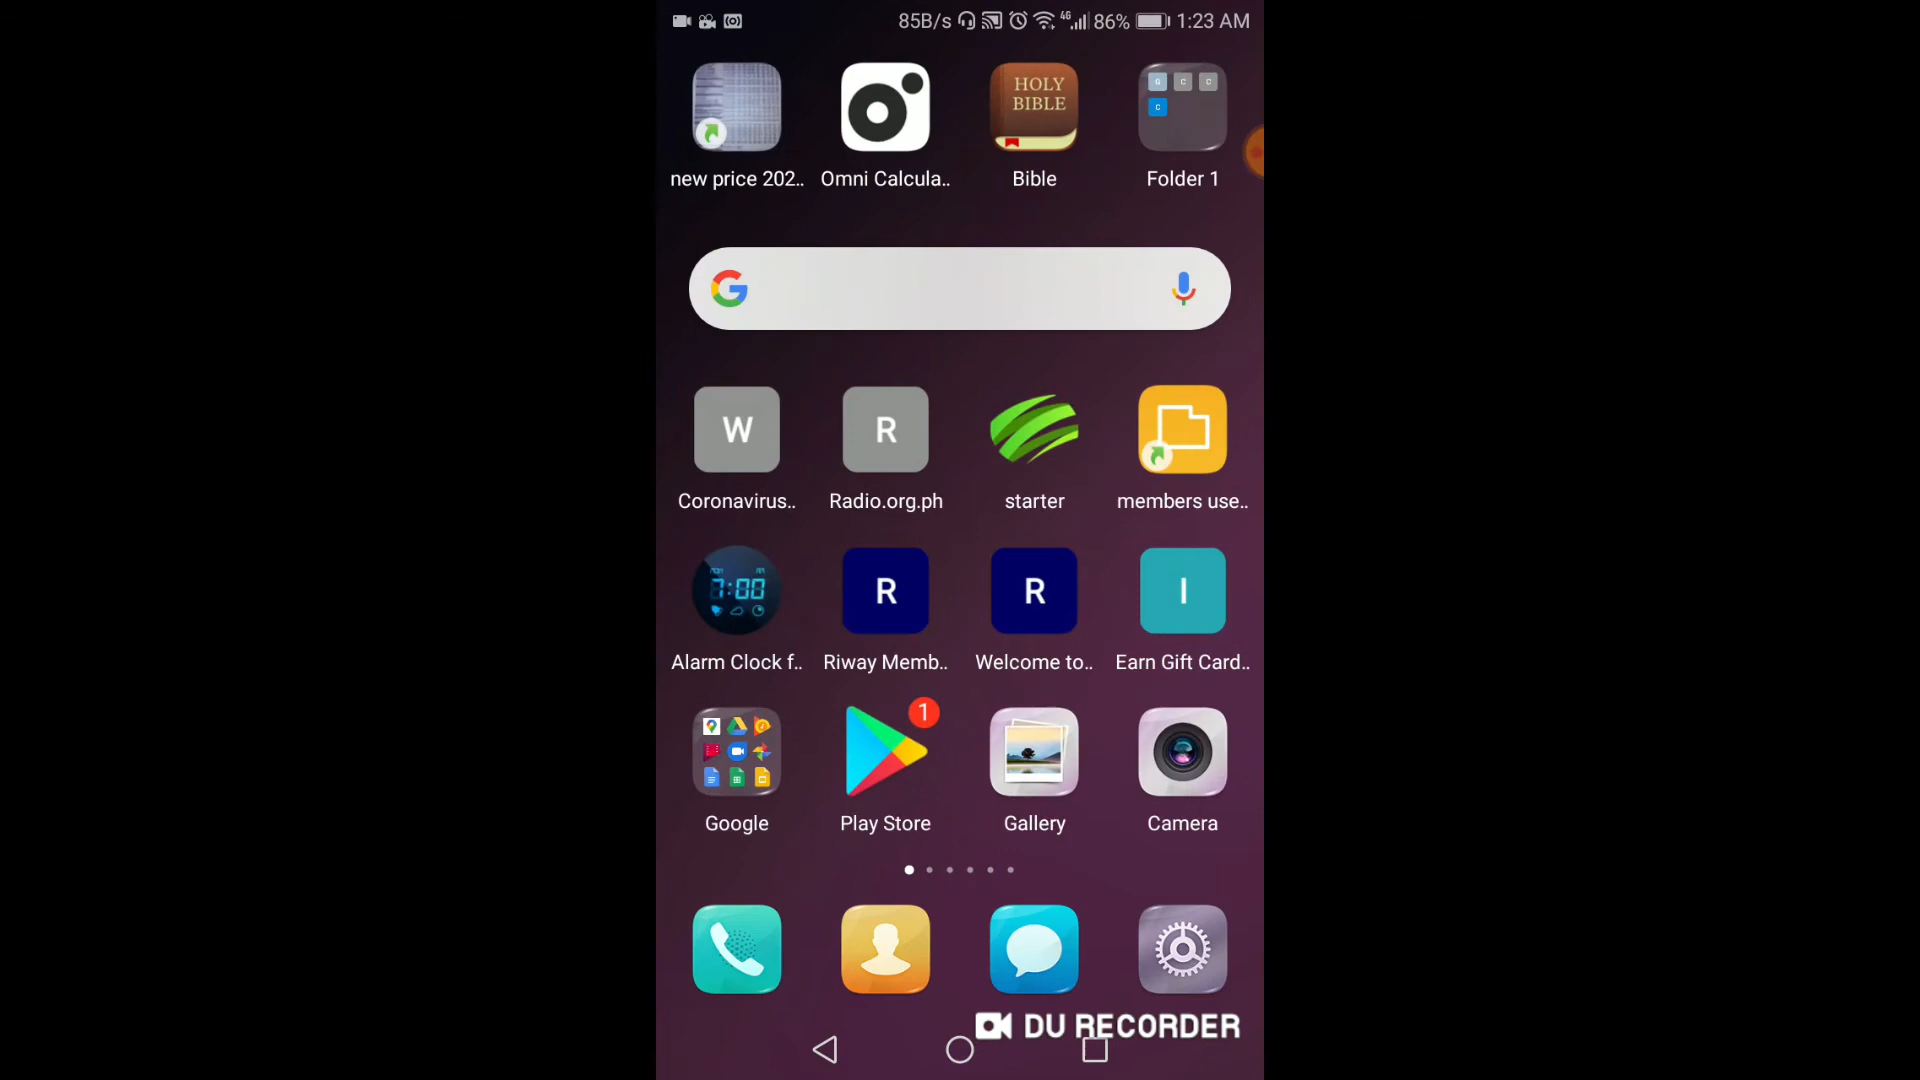 85B/s 4G 86% 1:23 AM
HOLY
BIBLE
G C C
C
new price 202.. Omni Calcula.. Bible Folder 1
W R
Coronavirus.. Radio.org.ph starter members use..
7:00 R R I
Alarm Clock f.. Riway Memb.. Welcome to.. Earn Gift Card..
1
Google Play Store Gallery Camera
DU RECORDER